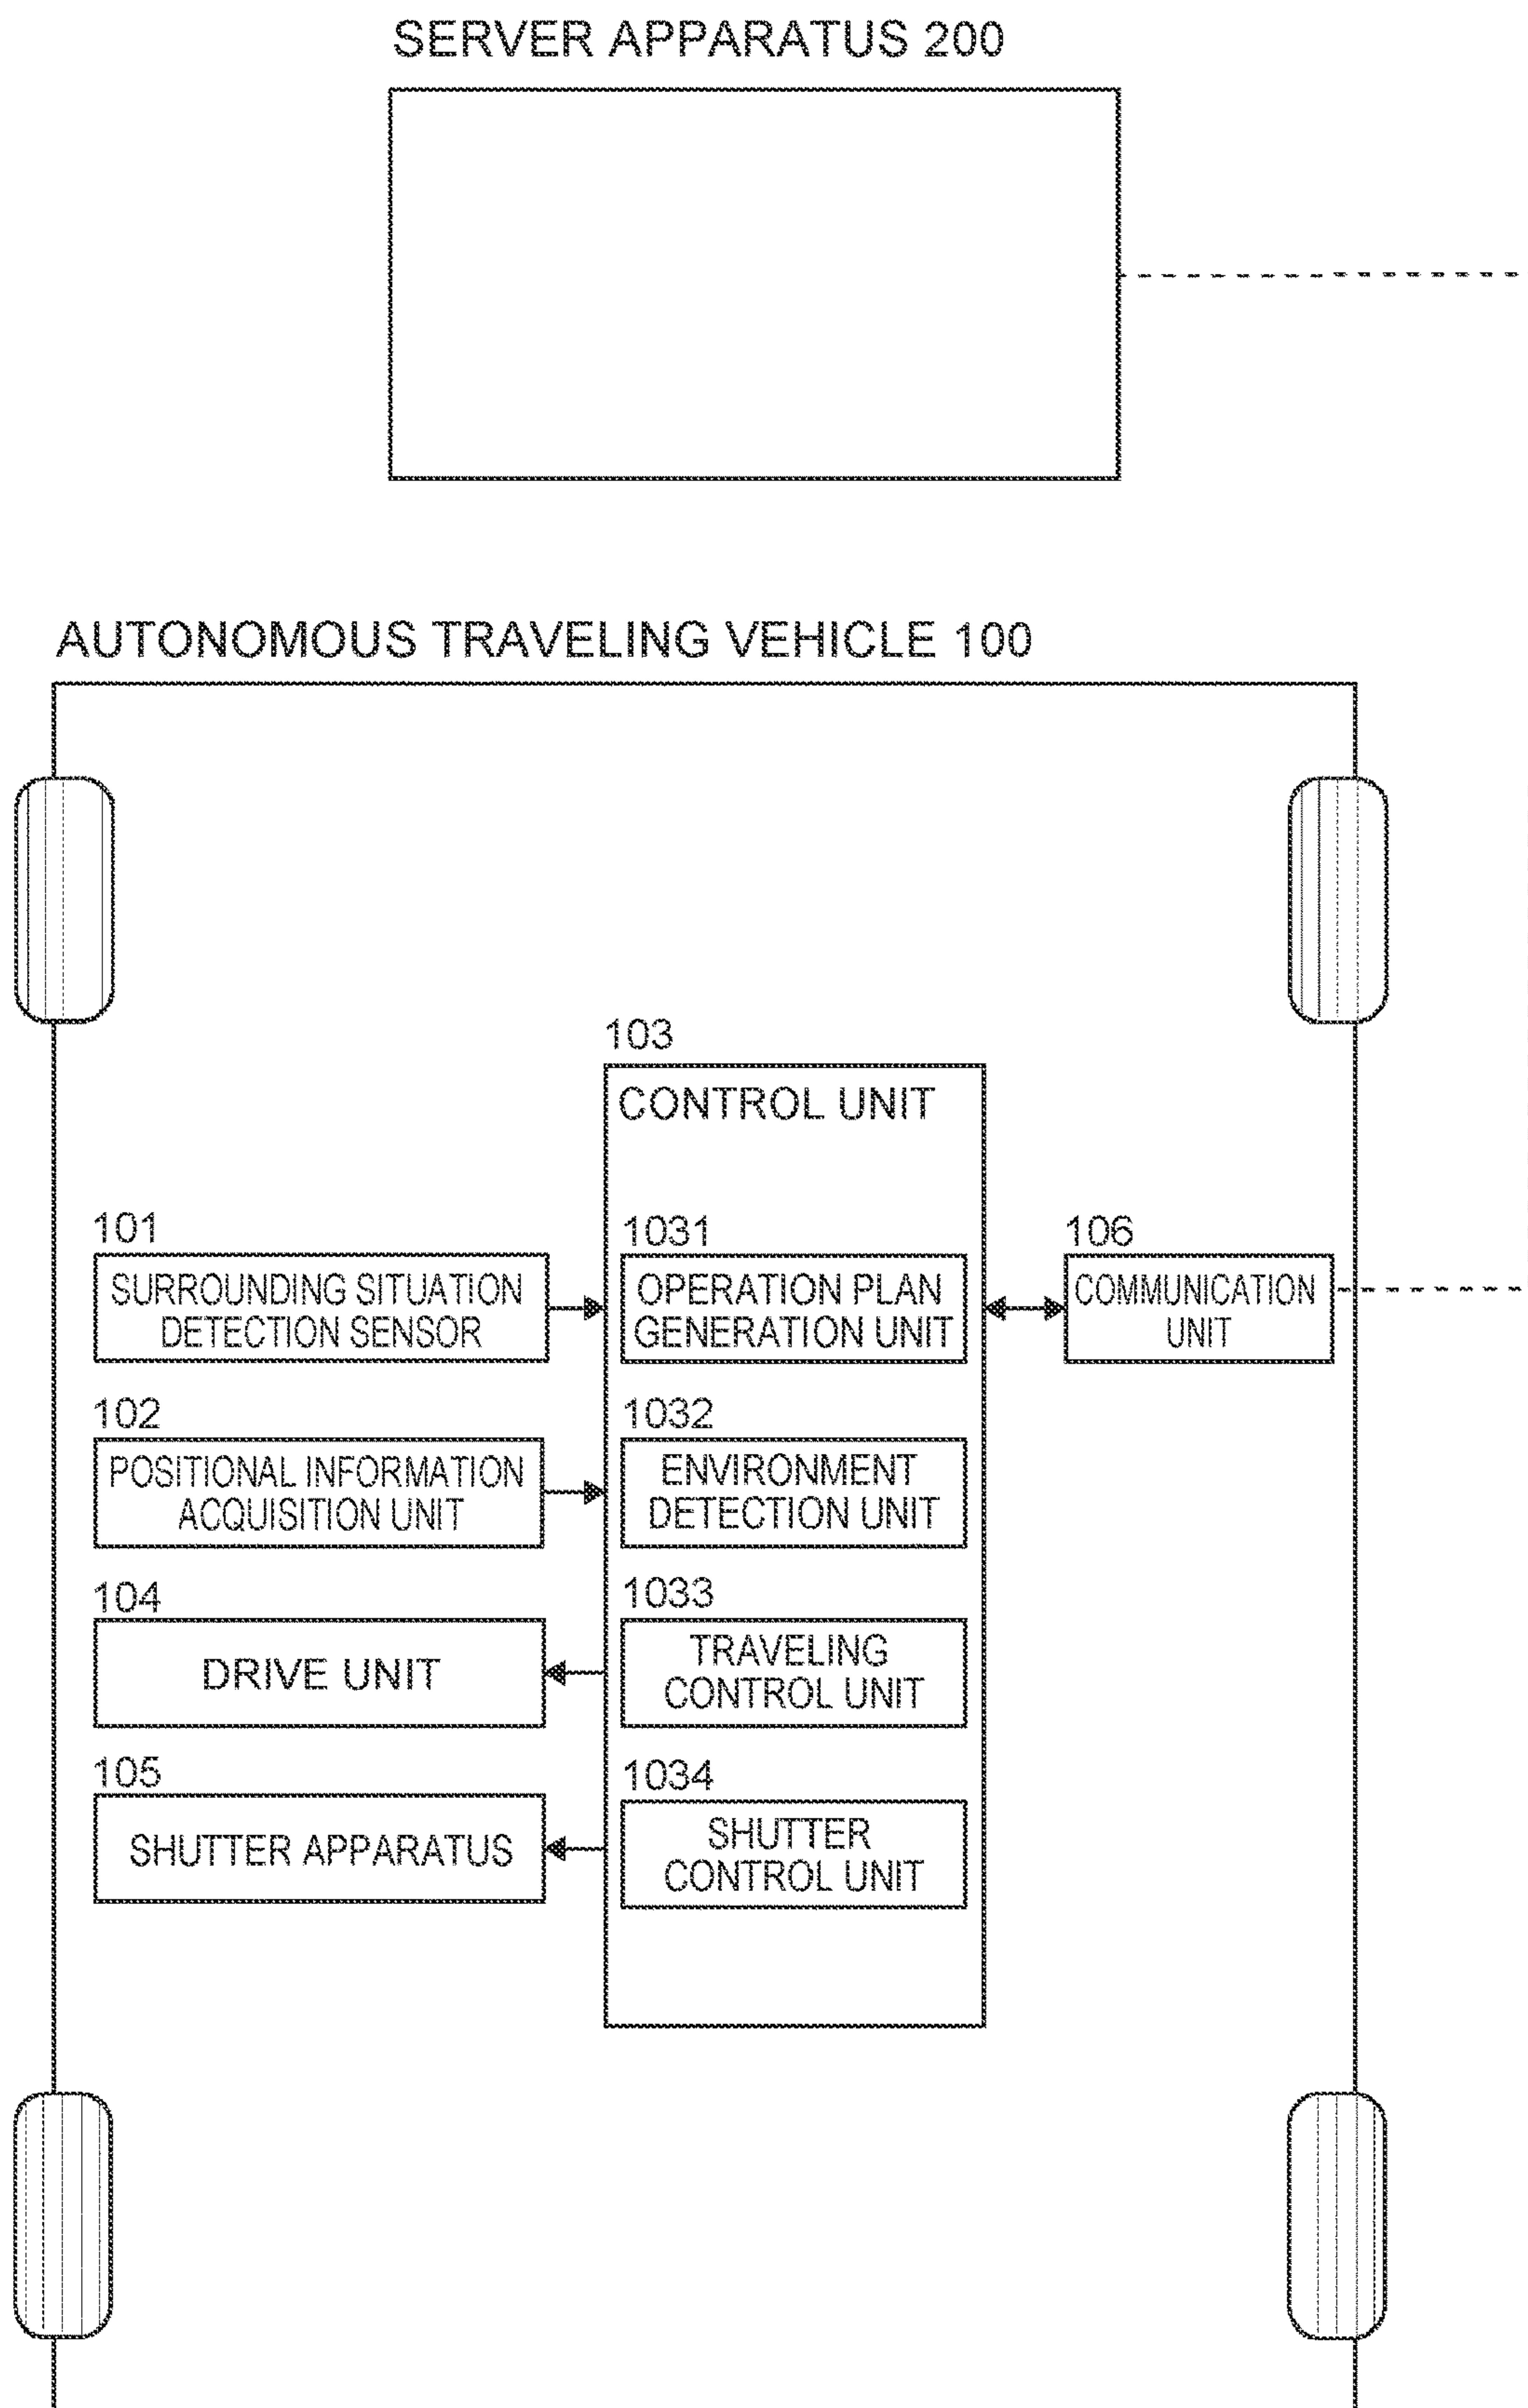 SERVER APPARATUS 200
AUTONOMOUS TRAVELING VEHICLE 100
103
CONTROL UNIT
101
SURROUNDING SITUATION
DETECTION SENSOR
1031
OPERATION PLAN
GENERATION UNIT
106
COMMUNICATION
UNIT
102
POSITIONAL INFORMATION
ACQUISITION UNIT
1032
ENVIRONMENT
DETECTION UNIT
104
DRIVE UNIT
1033
TRAVELING
CONTROL UNIT
105
SHUTTER APPARATUS
1034
SHUTTER
CONTROL UNIT